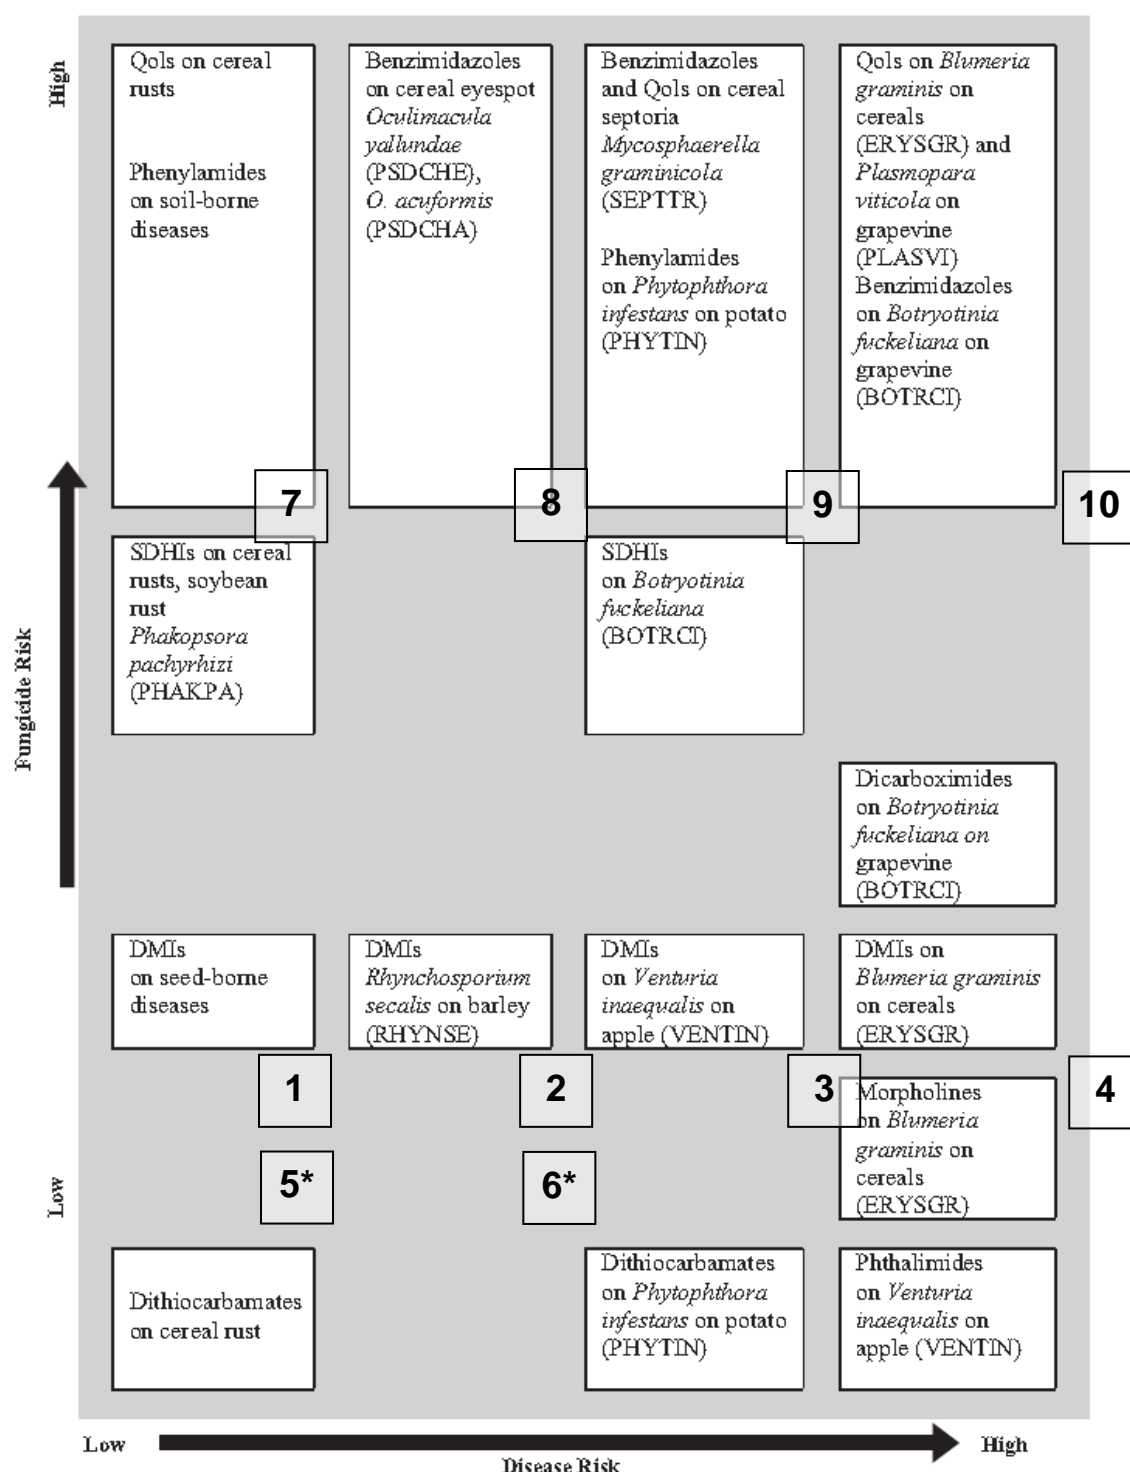 High
QoIs on cereal
rusts
Phenylamides
on soil-borne
diseases
Benzimidazoles
on cereal eyespot
Oculimacula
yallundae
(PSDCHE),
O. acuformis
(PSDCHA)
Benzimidazoles
and QoIs on cereal
septoria
Mycosphaerella
graminicola
(SEPTTR)
Phenylamides
on Phytophthora
infestans on potato
(PHYTIN)
QoIs on Blumeria
graminis on
cereals
(ERYSGR) and
Plasmopara
viticola on
grapevine
(PLASVI)
Benzimidazoles
on Botryotinia
fuckeliana on
grapevine
(BOTRCI)
7
8
9
10
SDHIs on cereal
rusts, soybean
rust
Phakopsora
pachyrhizi
(PHAKPA)
SDHIs
on Botryotinia
fuckeliana
(BOTRCI)
Fungicide Risk
Dicarboximides
on Botryotinia
fuckeliana on
grapevine
(BOTRCI)
DMIs
on seed-borne
diseases
DMIs
Rhynchosporium
secalis on barley
(RHYNSE)
DMIs
on Venturia
inaequalis on
apple (VENTIN)
DMIs on
Blumeria graminis
on cereals
(ERYSGR)
1
2
3
4
Morpholines
on Blumeria
graminis on
cereals
(ERYSGR)
5*
6*
Low
Dithiocarbamates
on cereal rust
Dithiocarbamates
on Phytophthora
infestans on potato
(PHYTIN)
Phthalimides
on Venturia
inaequalis on
apple (VENTIN)
Low
High
Disease Risk